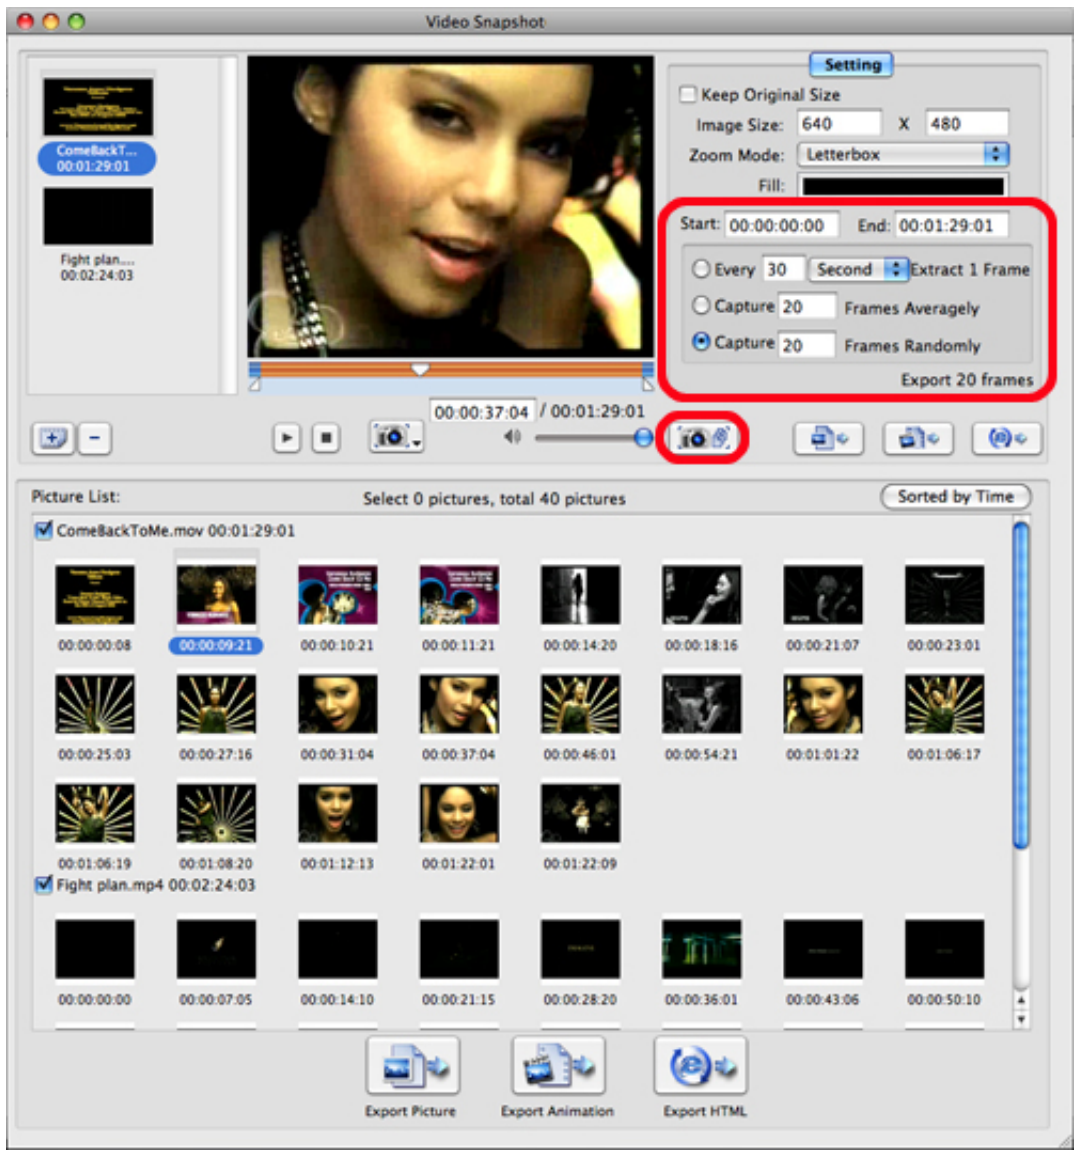 Video Snapshot
ComeBackT...
00:01:29:01
Fight plan....
00:02:24:03
Setting
Keep Original Size
Image Size: 640 X 480
Zoom Mode: Letterbox
Fill:
Start: 00:00:00:00 End: 00:01:29:01
Every 30 Second Extract 1 Frame
Capture 20 Frames Averagely
Capture 20 Frames Randomly
Export 20 frames
00:00:37:04 / 00:01:29:01
Picture List:
Select 0 pictures, total 40 pictures
Sorted by Time
ComeBackToMe.mov 00:01:29:01
00:00:00:08 00:00:09:21 00:00:10:21 00:00:11:21 00:00:14:20 00:00:18:16 00:00:21:07 00:00:23:01
00:00:25:03 00:00:27:16 00:00:31:04 00:00:37:04 00:00:46:01 00:00:54:21 00:01:01:22 00:01:06:17
00:01:06:19 00:01:08:20 00:01:12:13 00:01:22:01 00:01:22:09
Fight plan.mp4 00:02:24:03
00:00:00:00 00:00:07:05 00:00:14:10 00:00:21:15 00:00:28:20 00:00:36:01 00:00:43:06 00:00:50:10
Export Picture Export Animation Export HTML